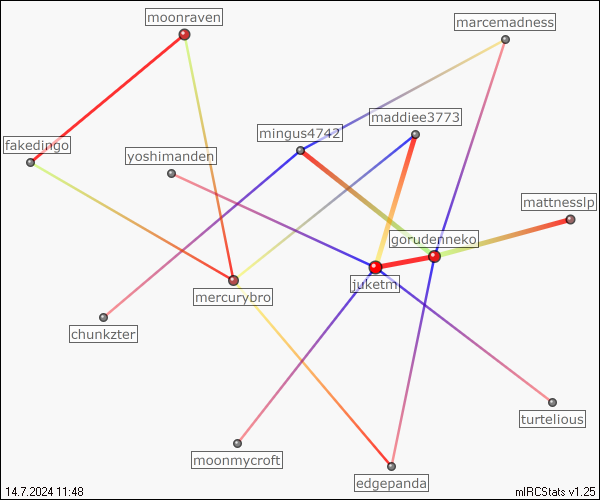 moonraven
marcemadness
maddiee3773
mingus4742
fakedingo
yoshimanden
mattnesslp
gorudenneko
juketm
mercurybro
chunkzter
turtelious
moonmycroft
edgepanda
14.7.2024 11:48
mIRCStats v1.25